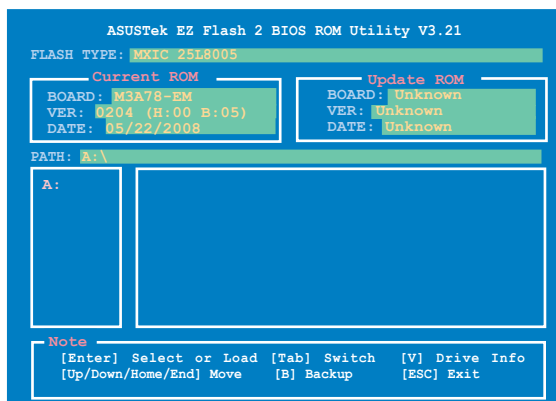 ASUSTek EZ Flash 2 BIOS ROM Utility V3.21
FLASH TYPE: MXIC 25L8005
Current ROM
BOARD: M3A78-EM
VER: 0204 (H:00 B:05)
DATE: 05/22/2008
Update ROM
BOARD: Unknown
VER: Unknown
DATE: Unknown
PATH: A:\
A:
Note
[Enter] Select or Load [Tab] Switch [V] Drive Info
[Up/Down/Home/End] Move [B] Backup [ESC] Exit